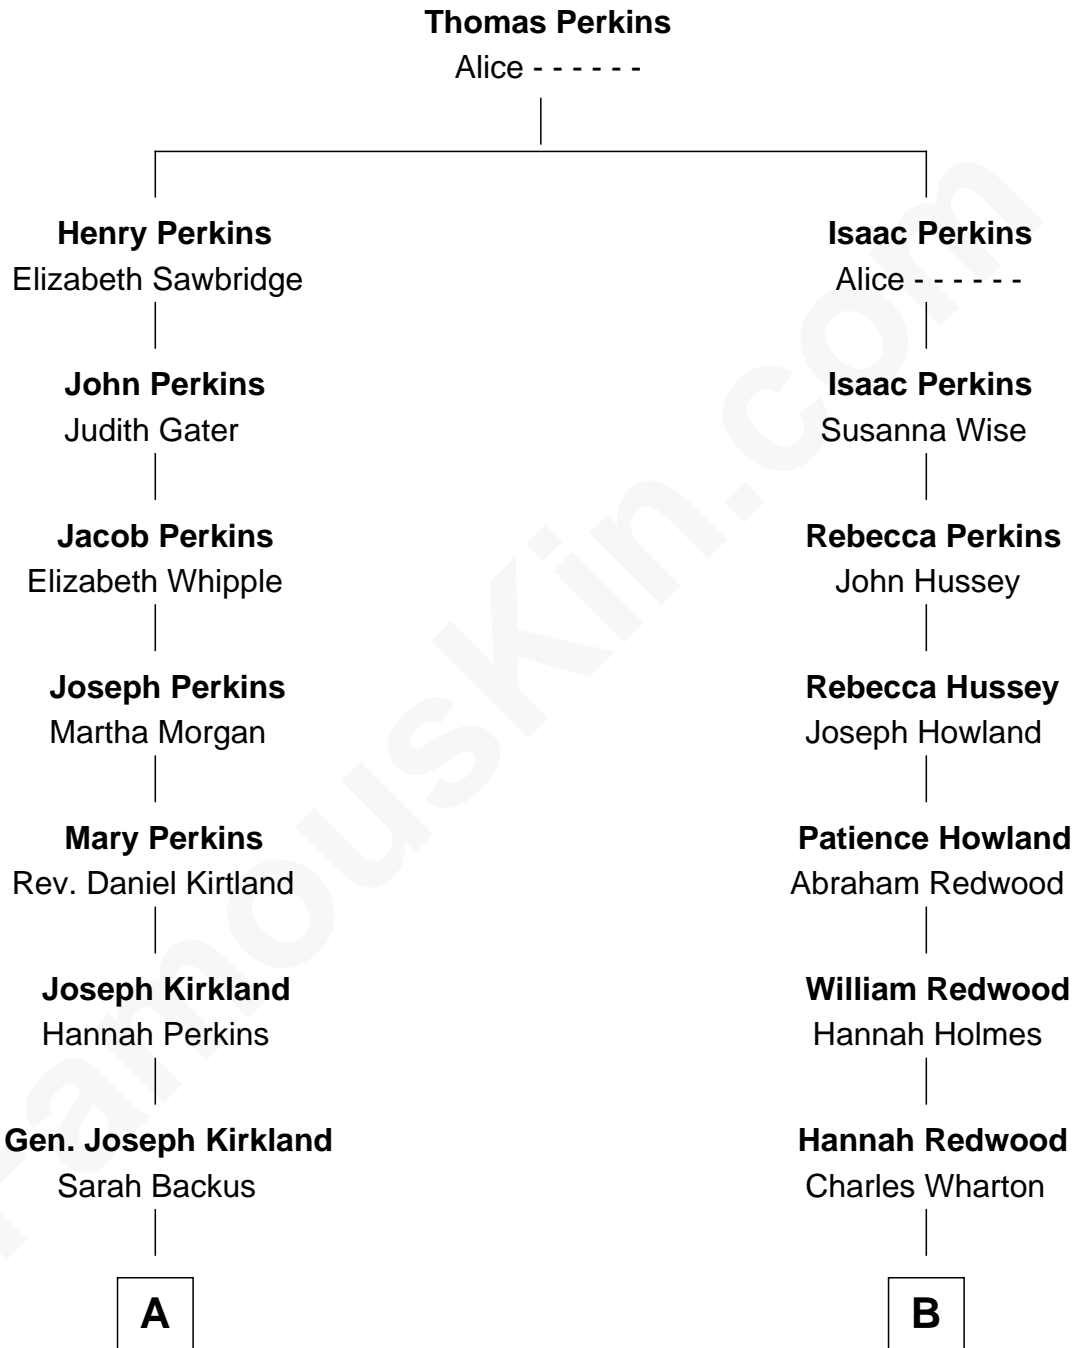 Thomas Perkins
Alice - - - - - -
Henry Perkins
Elizabeth Sawbridge
Isaac Perkins
Alice - - - - - -
John Perkins
Judith Gater
Isaac Perkins
Susanna Wise
Jacob Perkins
Elizabeth Whipple
Rebecca Perkins
John Hussey
Joseph Perkins
Martha Morgan
Rebecca Hussey
Joseph Howland
Mary Perkins
Rev. Daniel Kirtland
Patience Howland
Abraham Redwood
Joseph Kirkland
Hannah Perkins
William Redwood
Hannah Holmes
Gen. Joseph Kirkland
Sarah Backus
Hannah Redwood
Charles Wharton
A
B
FamousKin.com